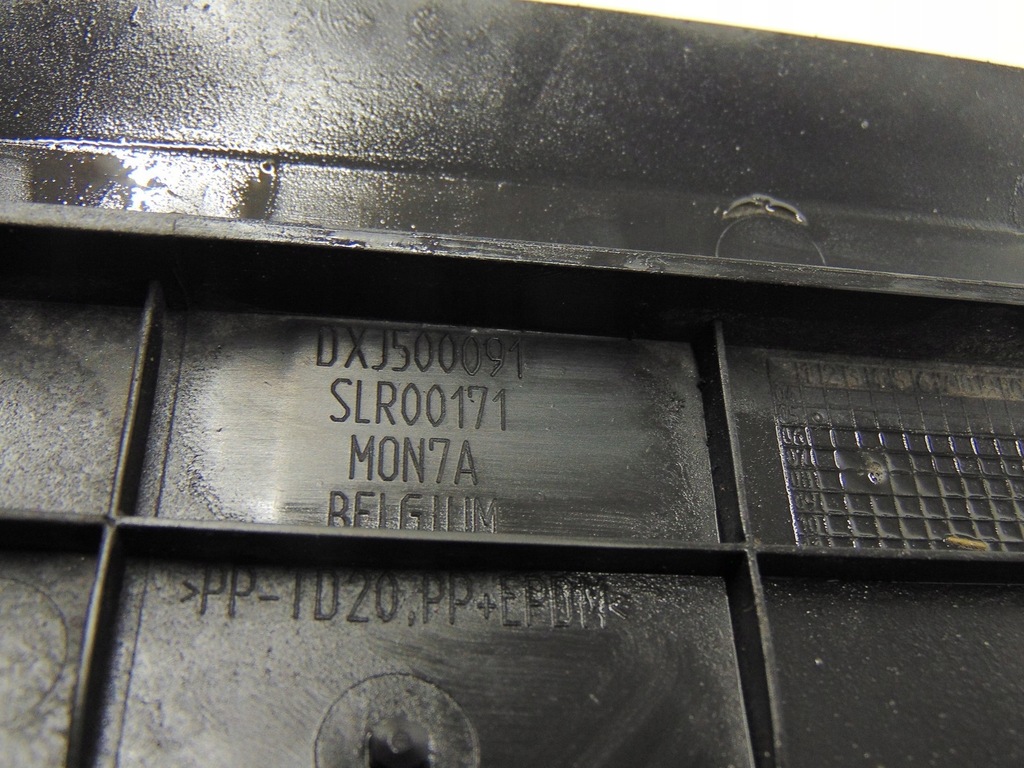 DXJ500091
SLR00171
MON7A
BELGIUM
>PP-TD20,PP+EPDM<